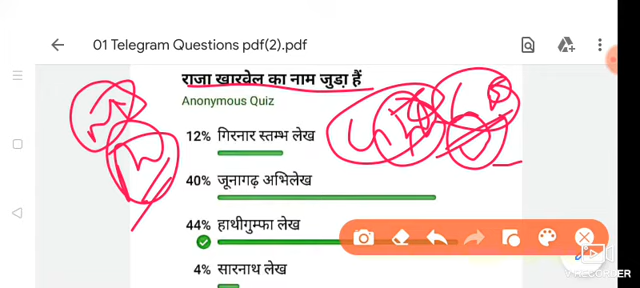 01 Telegram Questions pdf(2).pdf
राजा खारवेल का नाम जुडा हैं
Anonymous Quiz
12% गिरनार स्तम्भ लेख
40% जूनागढ़ अभिलेख
44% हाथीगुम्फा लेख
4% सारनाथ लेख